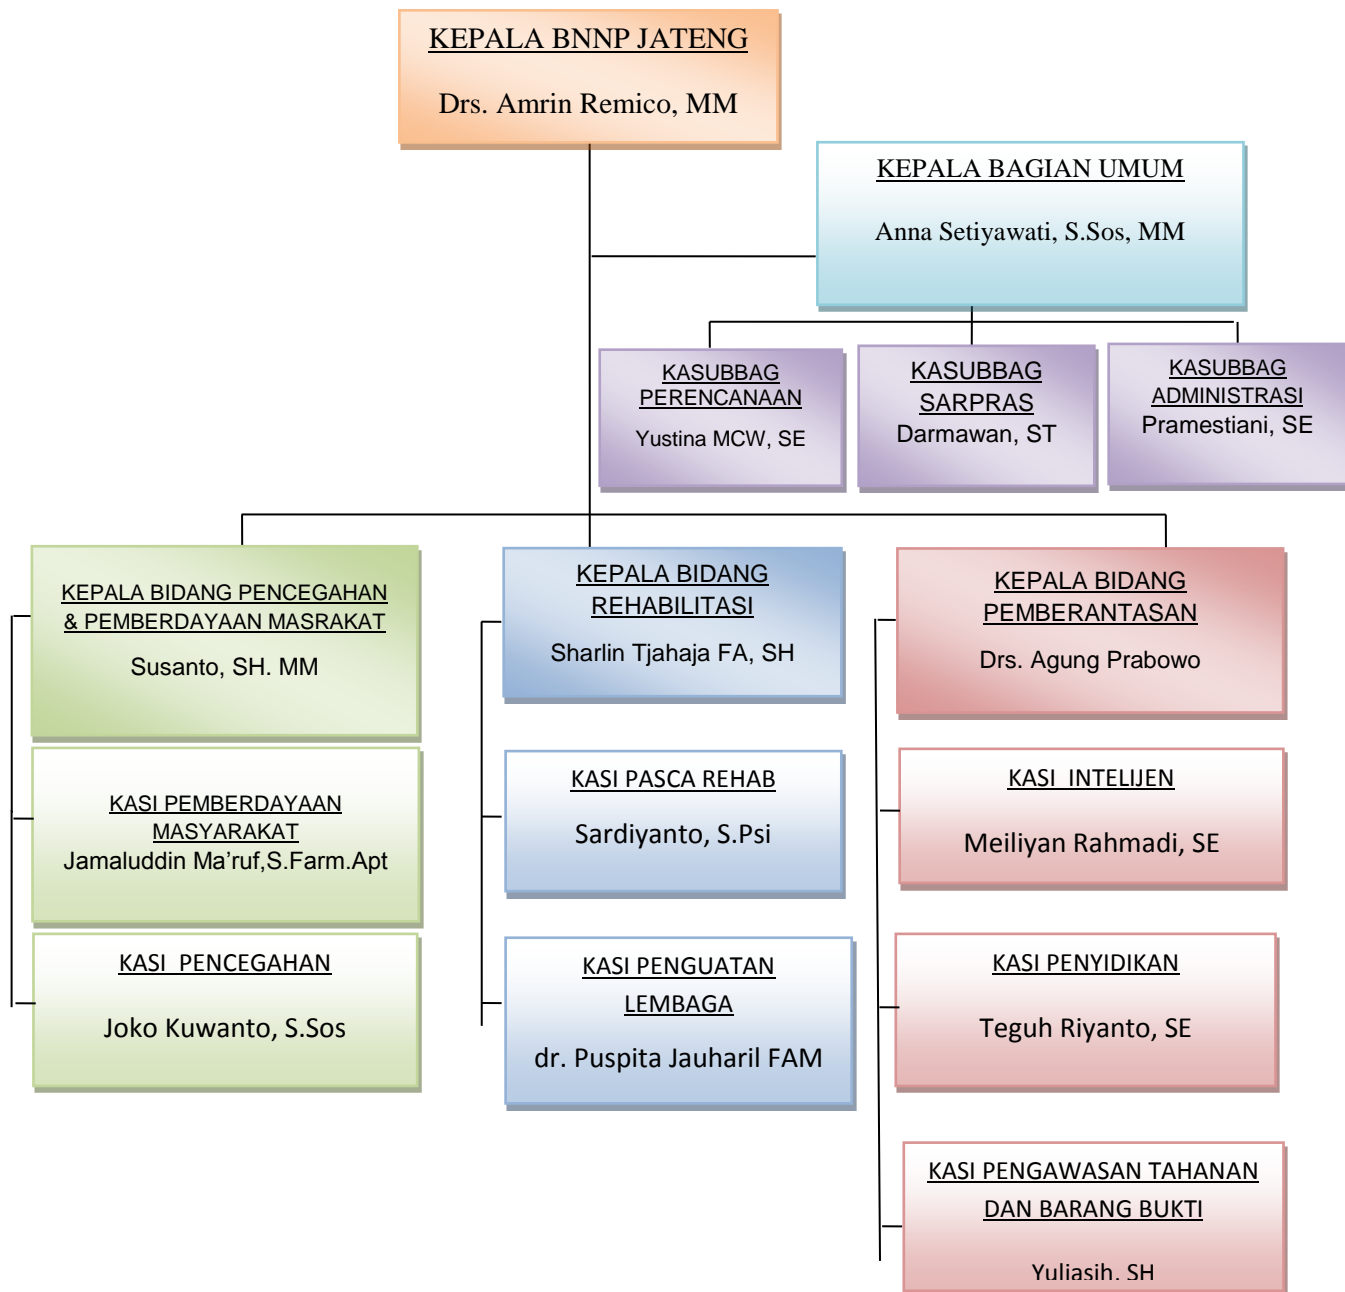 KEPALA BNNP JATENG
Drs. Amrin Remico, MM
KEPALA BAGIAN UMUM
Anna Setiyawati, S.Sos, MM
KASUBBAG
PERENCANAAN
Yustina MCW, SE
KASUBBAG
SARPRAS
Darmawan, ST
KASUBBAG
ADMINISTRASI
Pramestiani, SE
KEPALA BIDANG PENCEGAHAN
& PEMBERDAYAAN MASRAKAT
Susanto, SH. MM
KASI PEMBERDAYAAN
MASYARAKAT
Jamaluddin Ma’ruf,S.Farm.Apt
KASI  PENCEGAHAN
Joko Kuwanto, S.Sos
KEPALA BIDANG
REHABILITASI
Sharlin Tjahaja FA, SH
KASI PASCA REHAB
Sardiyanto, S.Psi
KASI PENGUATAN
LEMBAGA
dr. Puspita Jauharil FAM
KEPALA BIDANG
PEMBERANTASAN
Drs. Agung Prabowo
KASI  INTELIJEN
Meiliyan Rahmadi, SE
KASI PENYIDIKAN
Teguh Riyanto, SE
KASI PENGAWASAN TAHANAN
DAN BARANG BUKTI
Yuliasih, SH